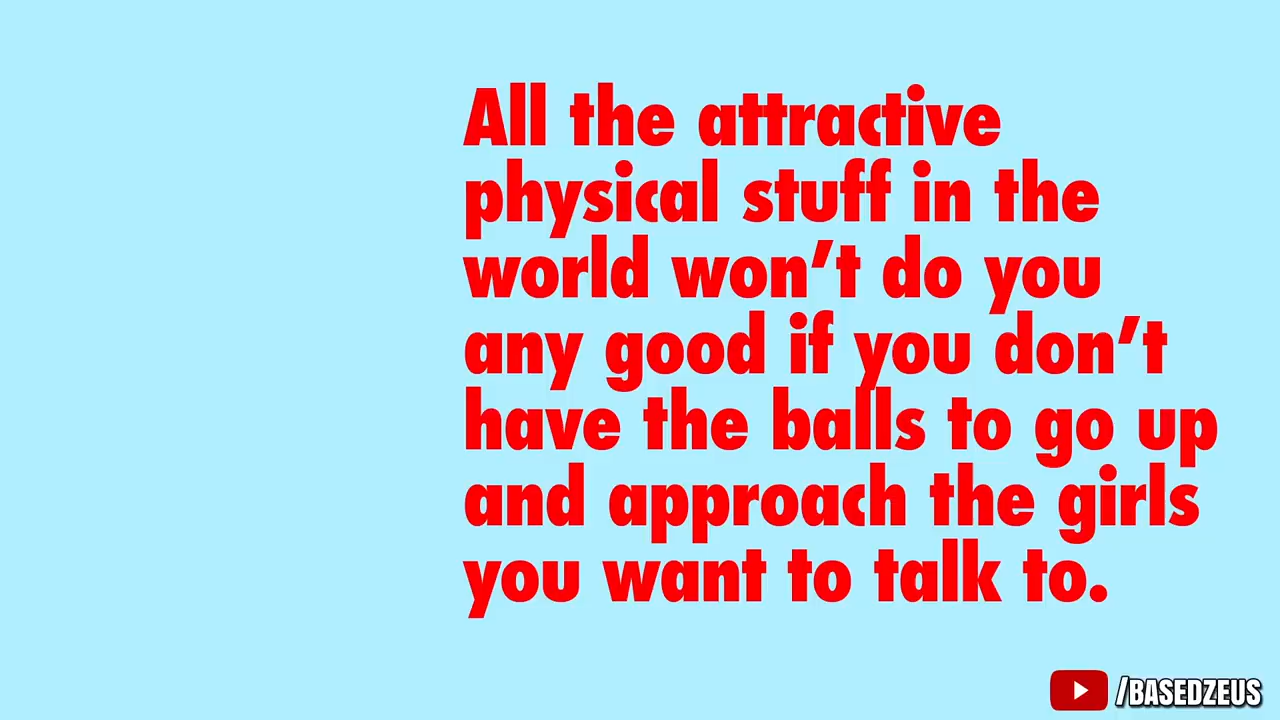 All the attractive
physical stuff in the
world won’t do you
any good if you don’t
have the balls to go up
and approach the girls
you want to talk to.
/BASEDZEUS